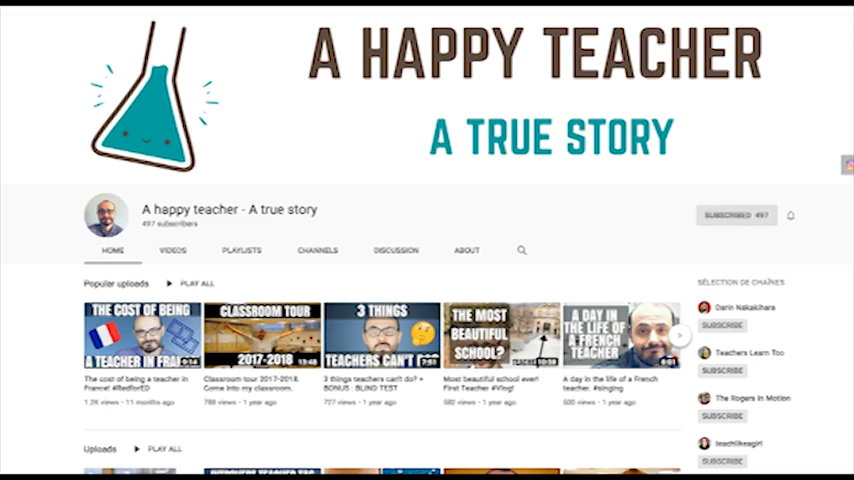 A HAPPY TEACHER
A TRUE STORY
A happy teacher - A true story
497 subscribers
SUBSCRIBED 497
HOME VIDEOS PLAYLISTS CHANNELS DISCUSSION ABOUT
Popular uploads PLAY ALL
SÉLECTION DE CHAÎNES
THE COST OF BEING
A TEACHER IN FRAN
9:14
CLASSROOM TOUR
2017-2018
13:48
3 THINGS
TEACHERS CAN'T
7:51
THE MOST
BEAUTIFUL
SCHOOL?
10:38
A DAY IN
THE LIFE OF
A FRENCH
TEACHER
8:01
The cost of being a teacher in
France! #RedforED
1.2K views - 11 months ago
Classroom tour 2017-2018.
Come into my classroom.
788 views - 1 year ago
3 things teachers can't do? +
BONUS : BLIND TEST
727 views - 1 year ago
Most beautiful school ever!
First Teacher #Vlog!
582 views - 1 year ago
A day in the life of a French
teacher. #singing
500 views - 1 year ago
Darin Nakakihara
SUBSCRIBE
Teachers Learn Too
SUBSCRIBE
The Rogers In Motion
SUBSCRIBE
teachlikeagirl
SUBSCRIBE
Uploads PLAY ALL